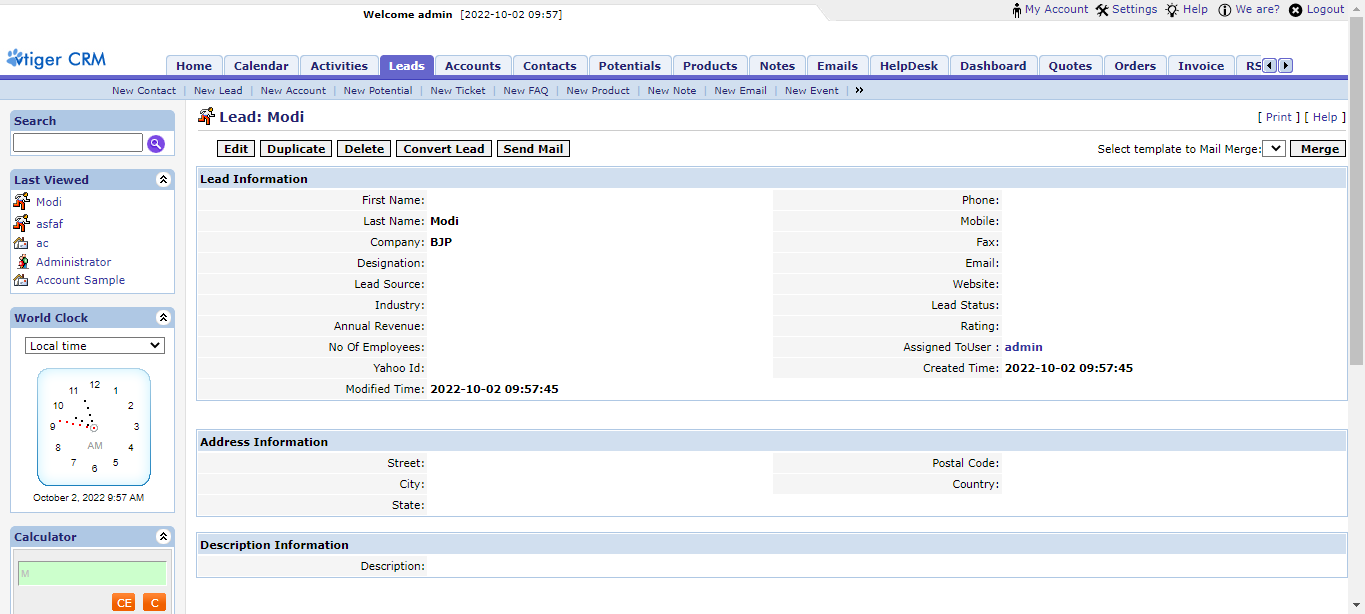 Welcome admin [2022-10-02 09:57]
My Account Settings Help We are? Logout
vtiger CRM
Home Calendar Activities Leads Accounts Contacts Potentials Products Notes Emails HelpDesk Dashboard Quotes Orders Invoice RS
New Contact | New Lead | New Account | New Potential | New Ticket | New FAQ | New Product | New Note | New Email | New Event | »
Search
Last Viewed
Modi
asfaf
ac
Administrator
Account Sample
World Clock
Local time
12
11 1
10 2
9 3
8 AM 4
7 5
6
October 2, 2022 9:57 AM
Calculator
M
CE C
Lead: Modi
[ Print ] [ Help ]
Edit Duplicate Delete Convert Lead Send Mail
Select template to Mail Merge: Merge
Lead Information
First Name: Phone:
Last Name: Modi Mobile:
Company: BJP Fax:
Designation: Email:
Lead Source: Website:
Industry: Lead Status:
Annual Revenue: Rating:
No Of Employees: Assigned ToUser : admin
Yahoo Id: Created Time: 2022-10-02 09:57:45
Modified Time: 2022-10-02 09:57:45
Address Information
Street: Postal Code:
City: Country:
State:
Description Information
Description: